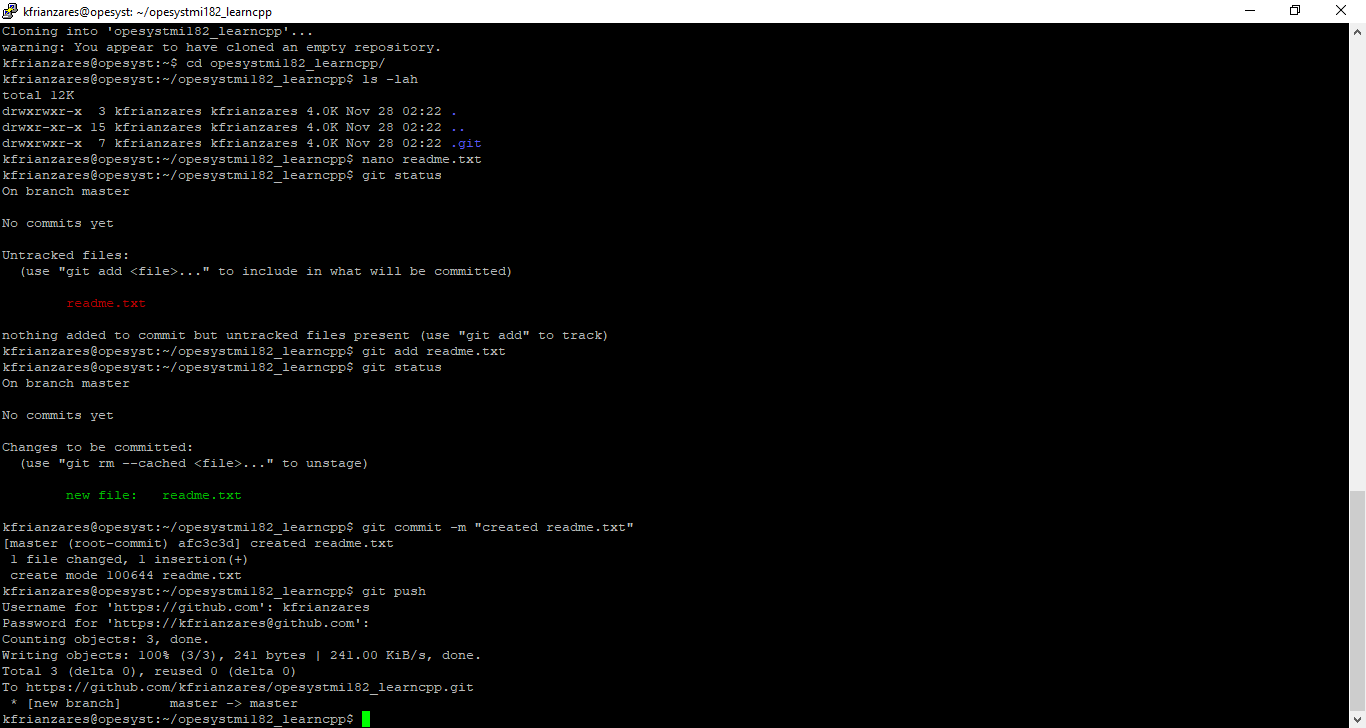 kfrianzares@opesyst: ~/opesystmi182_learncpp
Cloning into 'opesystmi182_learncpp'...
warning: You appear to have cloned an empty repository.
kfrianzares@opesyst:~$ cd opesystmi182_learncpp/
kfrianzares@opesyst:~/opesystmi182_learncpp$ ls -lah
total 12K
drwxrwxr-x  3 kfrianzares kfrianzares 4.0K Nov 28 02:22 .
drwxr-xr-x 15 kfrianzares kfrianzares 4.0K Nov 28 02:22 ..
drwxrwxr-x  7 kfrianzares kfrianzares 4.0K Nov 28 02:22 .git
kfrianzares@opesyst:~/opesystmi182_learncpp$ nano readme.txt
kfrianzares@opesyst:~/opesystmi182_learncpp$ git status
On branch master
No commits yet
Untracked files:
  (use "git add <file>..." to include in what will be committed)
        readme.txt
nothing added to commit but untracked files present (use "git add" to track)
kfrianzares@opesyst:~/opesystmi182_learncpp$ git add readme.txt
kfrianzares@opesyst:~/opesystmi182_learncpp$ git status
On branch master
No commits yet
Changes to be committed:
  (use "git rm --cached <file>..." to unstage)
        new file:   readme.txt
kfrianzares@opesyst:~/opesystmi182_learncpp$ git commit -m "created readme.txt"
[master (root-commit) afc3c3d] created readme.txt
 1 file changed, 1 insertion(+)
 create mode 100644 readme.txt
kfrianzares@opesyst:~/opesystmi182_learncpp$ git push
Username for 'https://github.com': kfrianzares
Password for 'https://kfrianzares@github.com':
Counting objects: 3, done.
Writing objects: 100% (3/3), 241 bytes | 241.00 KiB/s, done.
Total 3 (delta 0), reused 0 (delta 0)
To https://github.com/kfrianzares/opesystmi182_learncpp.git
 * [new branch]      master -> master
kfrianzares@opesyst:~/opesystmi182_learncpp$